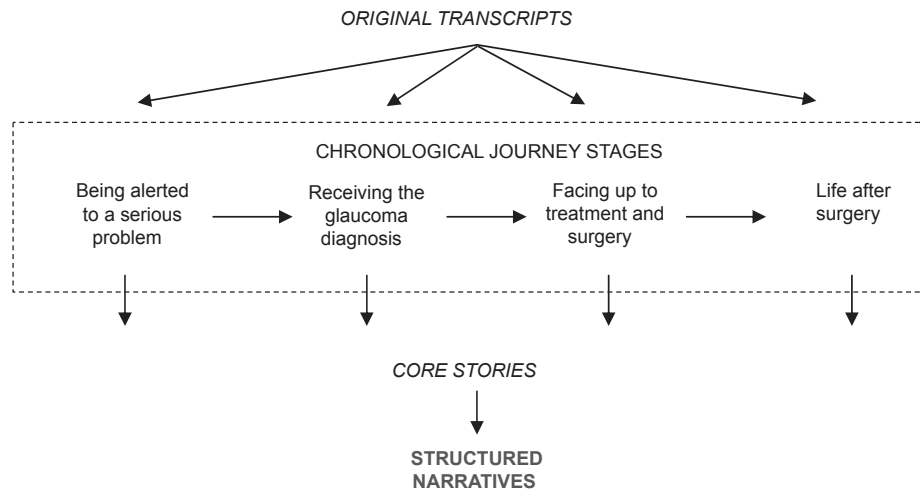 ORIGINAL TRANSCRIPTS
CHRONOLOGICAL JOURNEY STAGES
Being alerted
to a serious
problem
Receiving the
glaucoma
diagnosis
Facing up to
treatment and
surgery
Life after
surgery
CORE STORIES
STRUCTURED
NARRATIVES